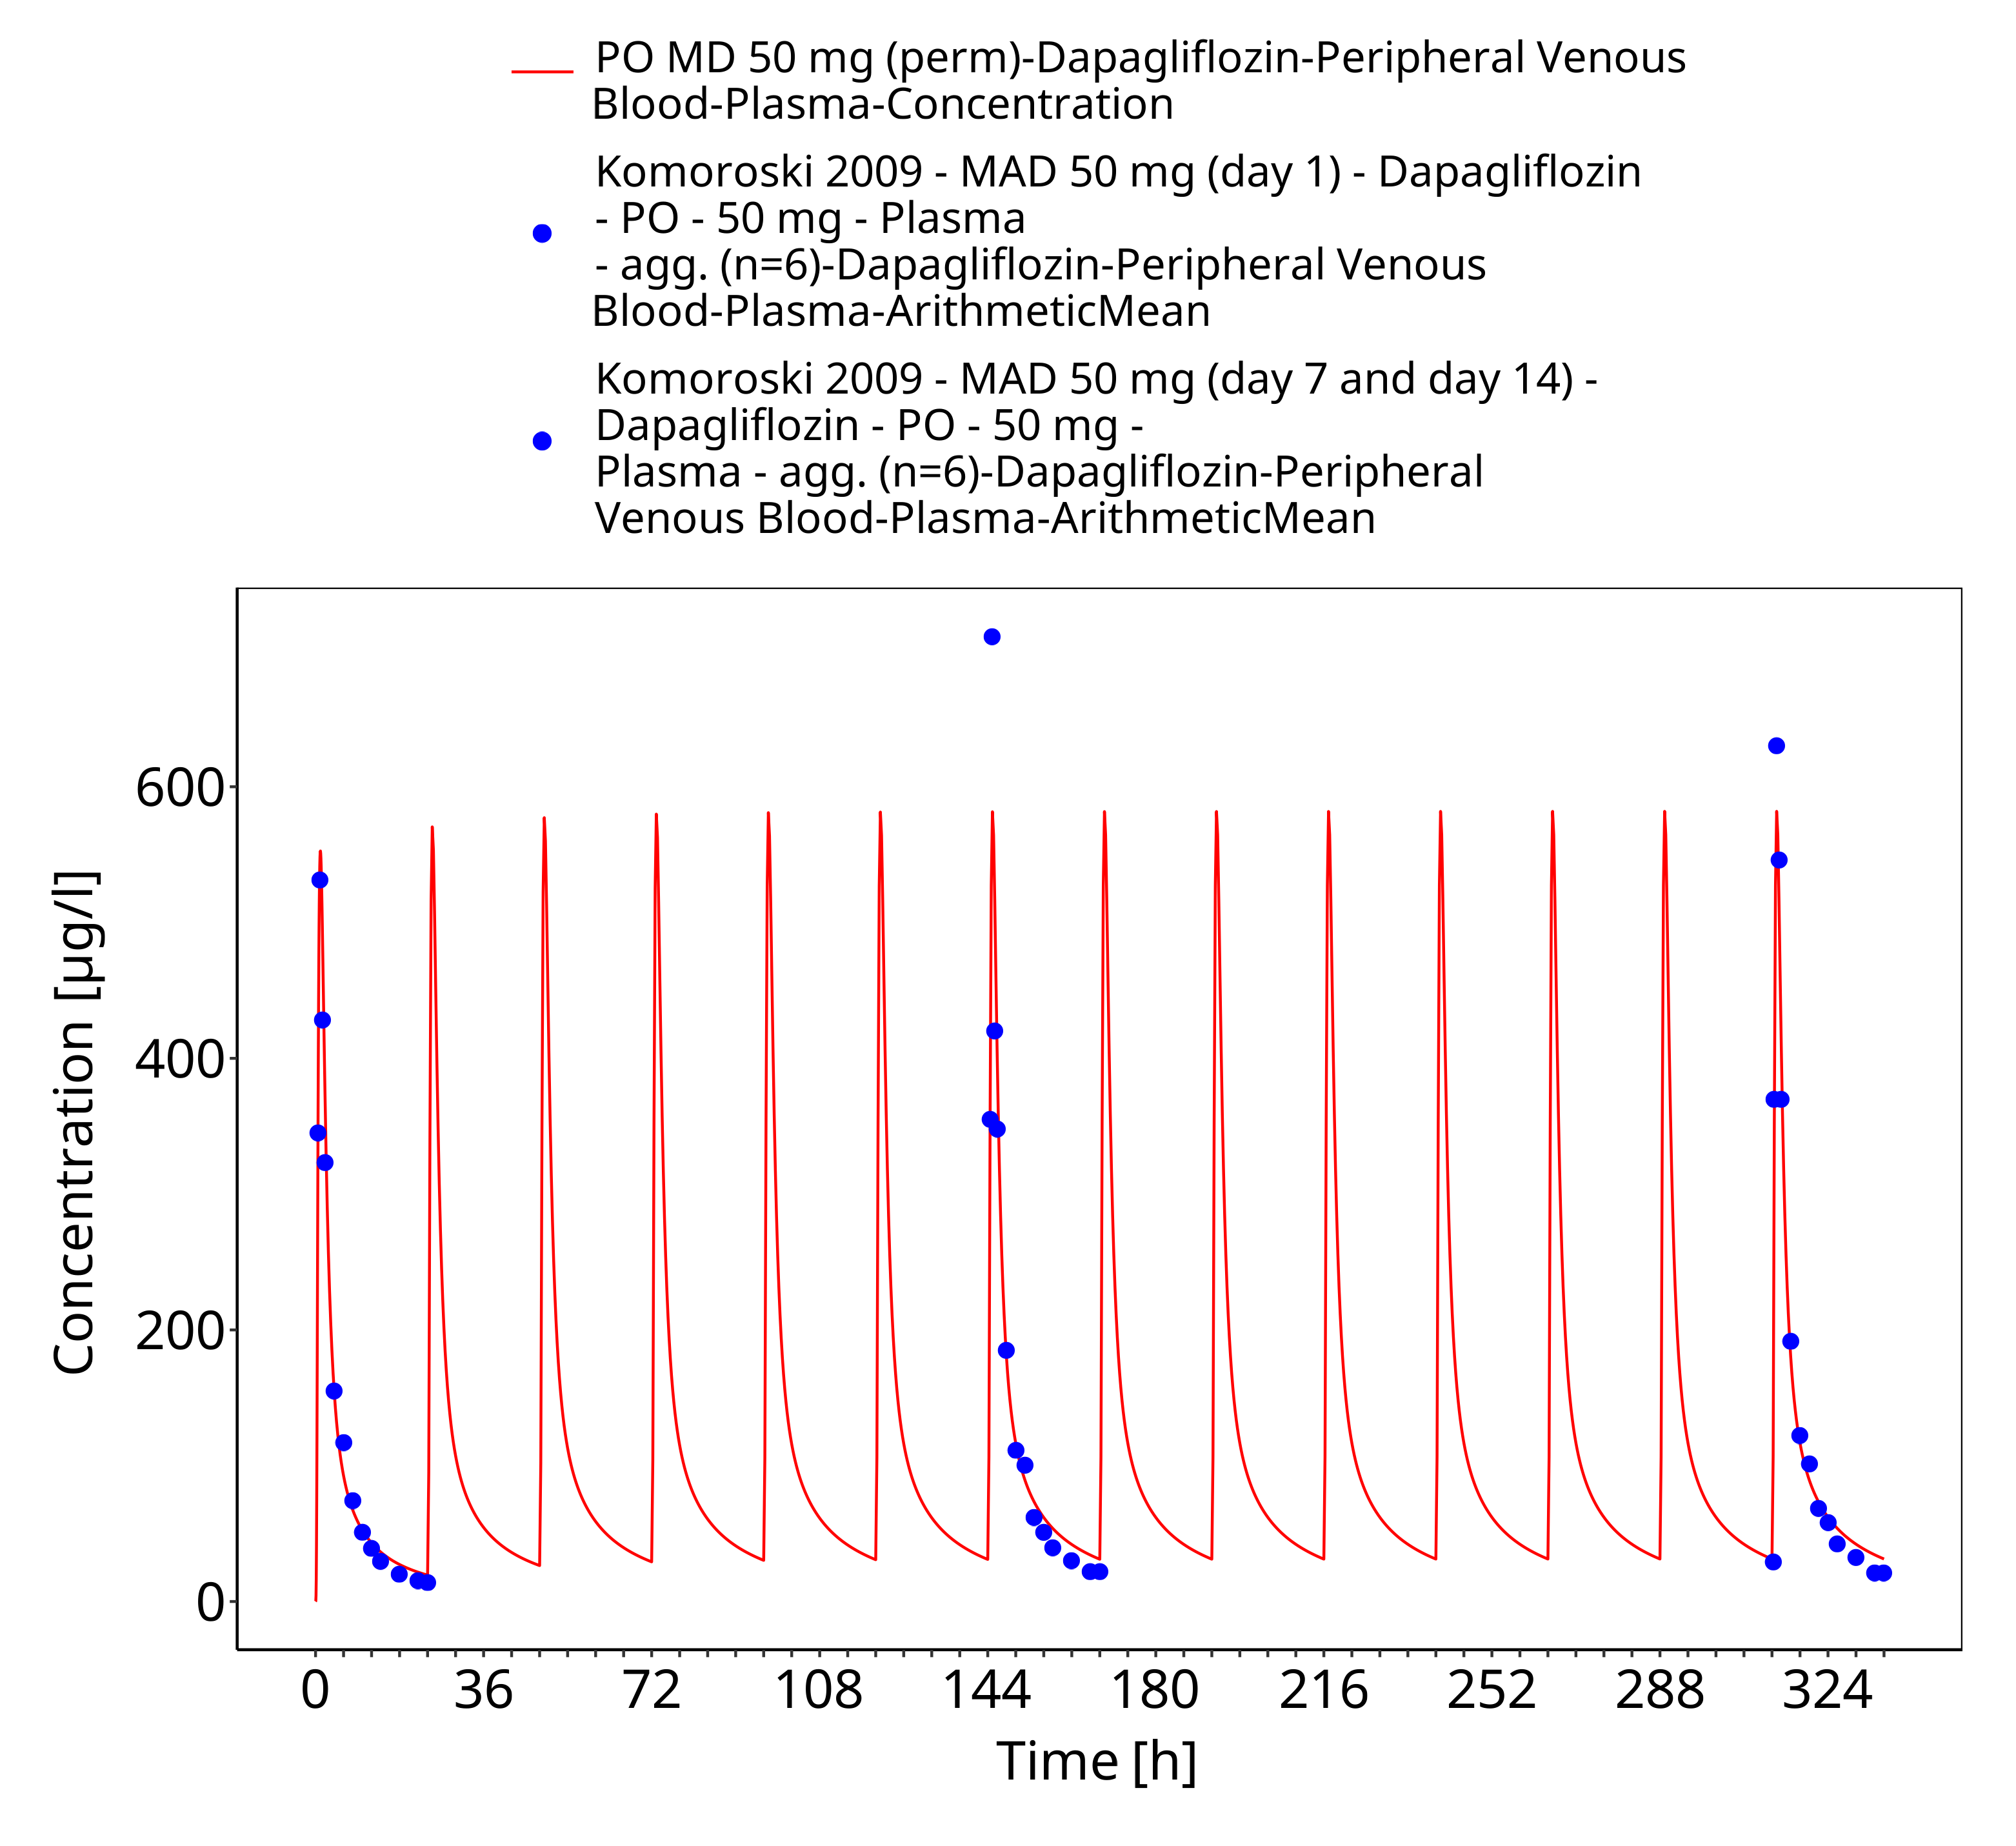 PO MD 50 mg (perm)-Dapagliflozin-Peripheral Venous
Blood-Plasma-Concentration
Komoroski 2009 - MAD 50 mg (day 1) - Dapagliflozin
- PO - 50 mg - Plasma
- agg. (n=6)-Dapagliflozin-Peripheral Venous
Blood-Plasma-ArithmeticMean
Komoroski 2009 - MAD 50 mg (day 7 and day 14) -
Dapagliflozin - PO - 50 mg -
Plasma - agg. (n=6)-Dapagliflozin-Peripheral
Venous Blood-Plasma-ArithmeticMean
Concentration [µg/l]
600
400
200
0
0 36 72 108 144 180 216 252 288 324
Time [h]